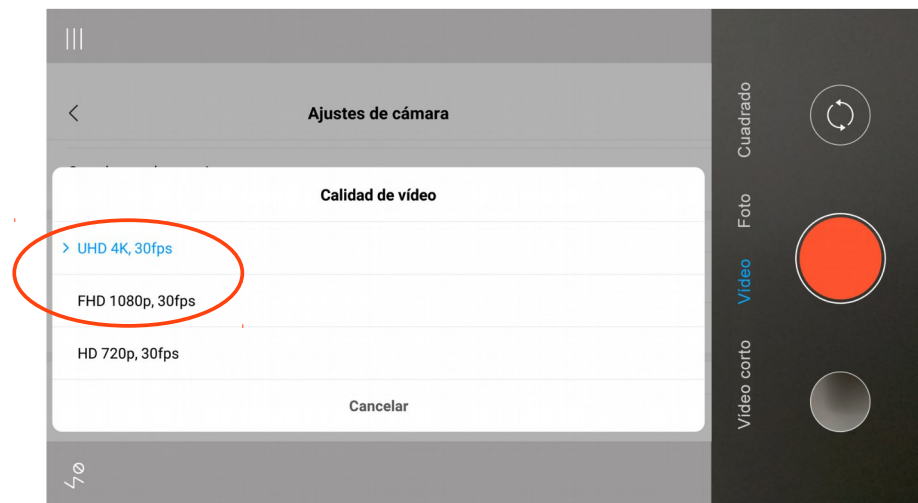 Ajustes de cámara
Calidad de vídeo
UHD 4K, 30fps
FHD 1080p, 30fps
HD 720p, 30fps
Cancelar
Cuadrado
Foto
Vídeo
Vídeo corto